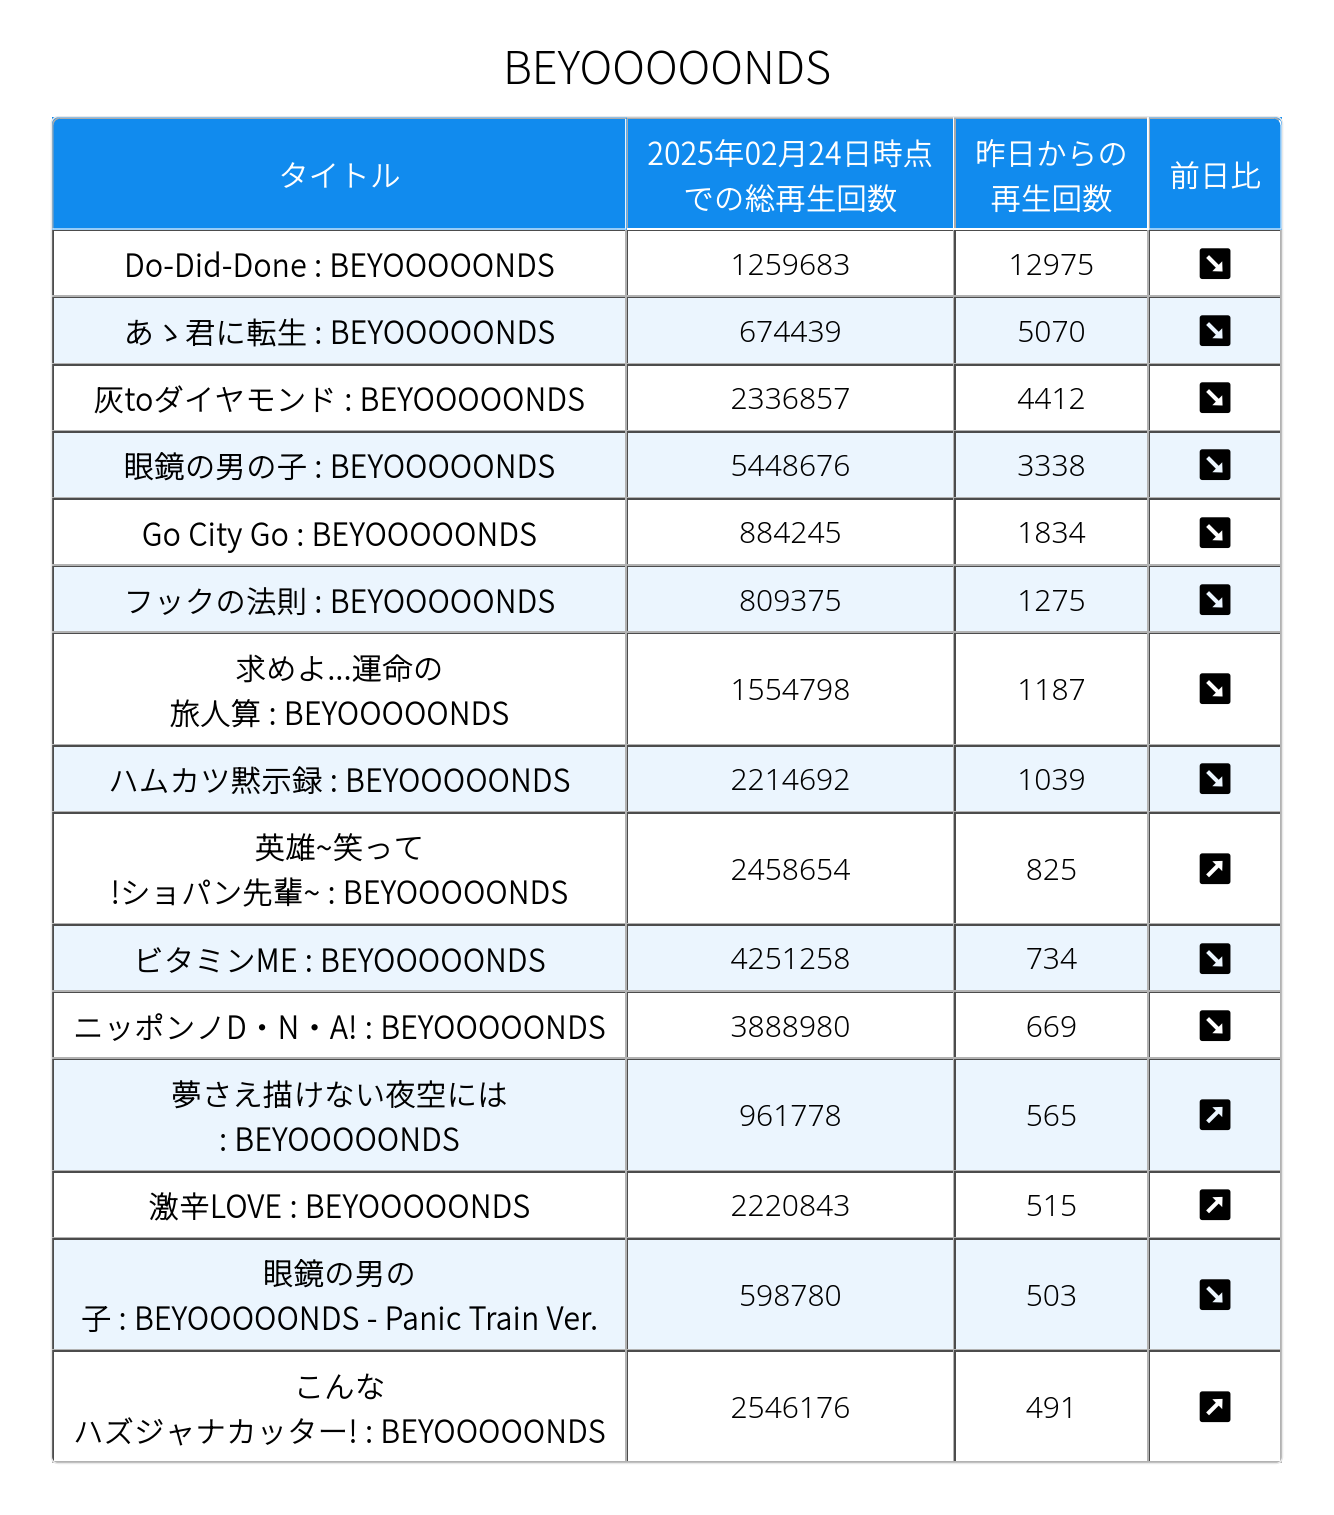 BEYOOOOONDS
タイトル
2025年02月24日時点
での総再生回数
昨日からの
再生回数
前日比
Do-Did-Done : BEYOOOOONDS
1259683
12975
あゝ君に転生 : BEYOOOOONDS
674439
5070
灰toダイヤモンド : BEYOOOOONDS
2336857
4412
眼鏡の男の子 : BEYOOOOONDS
5448676
3338
Go City Go : BEYOOOOONDS
884245
1834
フックの法則 : BEYOOOOONDS
809375
1275
求めよ...運命の
旅人算 : BEYOOOOONDS
1554798
1187
ハムカツ黙示録 : BEYOOOOONDS
2214692
1039
英雄~笑って
!ショパン先輩~ : BEYOOOOONDS
2458654
825
ビタミンME : BEYOOOOONDS
4251258
734
ニッポンノD・N・A! : BEYOOOOONDS
3888980
669
夢さえ描けない夜空には
: BEYOOOOONDS
961778
565
激辛LOVE : BEYOOOOONDS
2220843
515
眼鏡の男の
子 : BEYOOOOONDS - Panic Train Ver.
598780
503
こんな
ハズジャナカッター! : BEYOOOOONDS
2546176
491